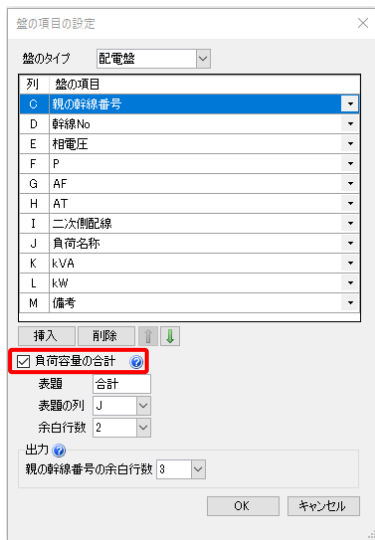 盤の項目の設定
盤のタイプ 配電盤
列 盤の項目
C 親の幹線番号
D 幹線No
E 相電圧
F P
G AF
H AT
I 二次側配線
J 負荷名称
K kVA
L kW
M 備考
挿入 削除
負荷容量の合計
表題 合計
表題の列 J
余白行数 2
出力
親の幹線番号の余白行数 3
OK キャンセル